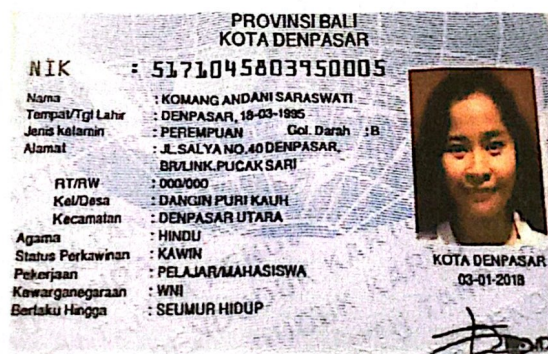 PROVINSI BALI
KOTA DENPASAR
NIK : 5171045803950005
Nama : KOMANG ANDANI SARASWATI
Tempat/Tgl Lahir : DENPASAR, 18-03-1995
Jenis kelamin : PEREMPUAN Gol. Darah : B
Alamat : JL.SALYA NO.40 DENPASAR,
BR/LINK.PUCAK SARI
RT/RW : 000/000
Kel/Desa : DANGIN PURI KAUH
Kecamatan : DENPASAR UTARA
Agama : HINDU
Status Perkawinan : KAWIN
Pekerjaan : PELAJAR/MAHASISWA
Kewarganegaraan : WNI
Berlaku Hingga : SEUMUR HIDUP
KOTA DENPASAR
03-01-2018